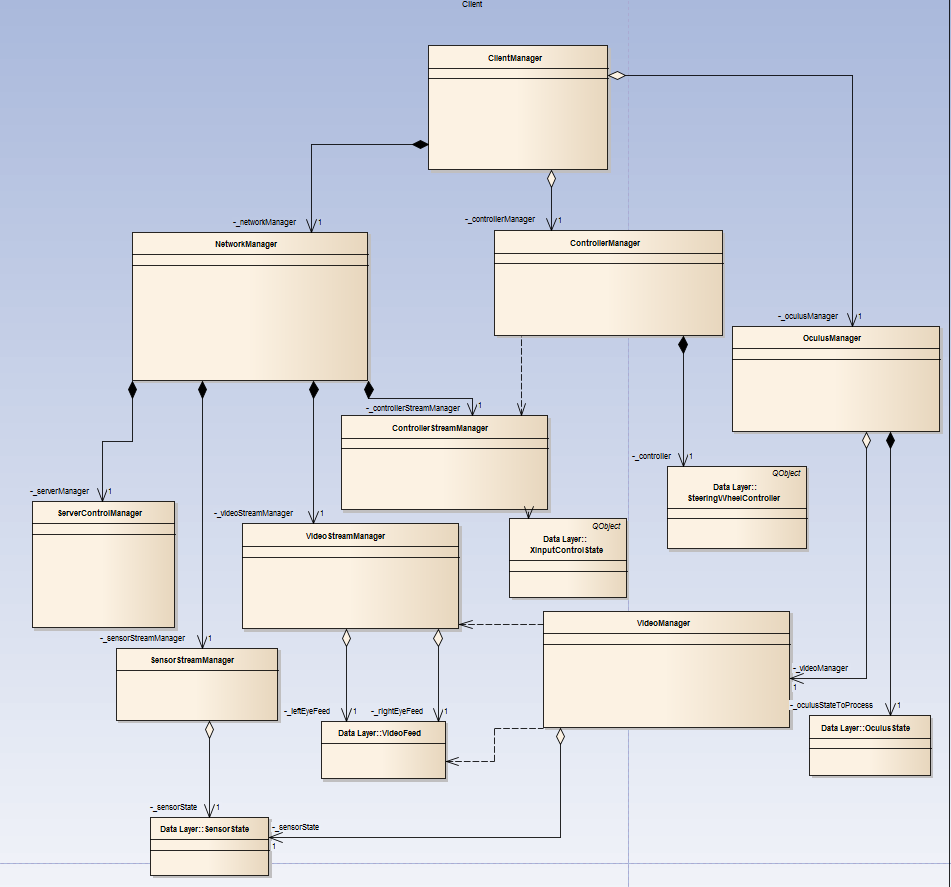 Client
ClientManager
-_networkManager
1
-_controllerManager
1
NetworkManager
ControllerManager
-_oculusManager
1
OculusManager
-_controllerStreamManager
1
ControllerStreamManager
-_controller
1
QObject
Data Layer::
SteeringWheelController
-_serverManager
1
ServerControlManager
-_videoStreamManager
1
VideoStreamManager
QObject
Data Layer::
XInputControlState
VideoManager
-_sensorStreamManager
1
SensorStreamManager
-_videoManager
1
-_leftEyeFeed
1
-_rightEyeFeed
1
-_oculusStateToProcess
1
Data Layer::VideoFeed
Data Layer::OculusState
-_sensorState
1
Data Layer::SensorState
-_sensorState
1